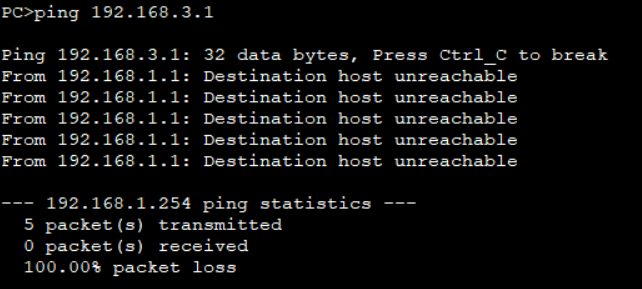 PC>ping 192.168.3.1
Ping 192.168.3.1: 32 data bytes, Press Ctrl_C to break
From 192.168.1.1: Destination host unreachable
From 192.168.1.1: Destination host unreachable
From 192.168.1.1: Destination host unreachable
From 192.168.1.1: Destination host unreachable
From 192.168.1.1: Destination host unreachable
--- 192.168.1.254 ping statistics ---
5 packet(s) transmitted
0 packet(s) received
100.00% packet loss